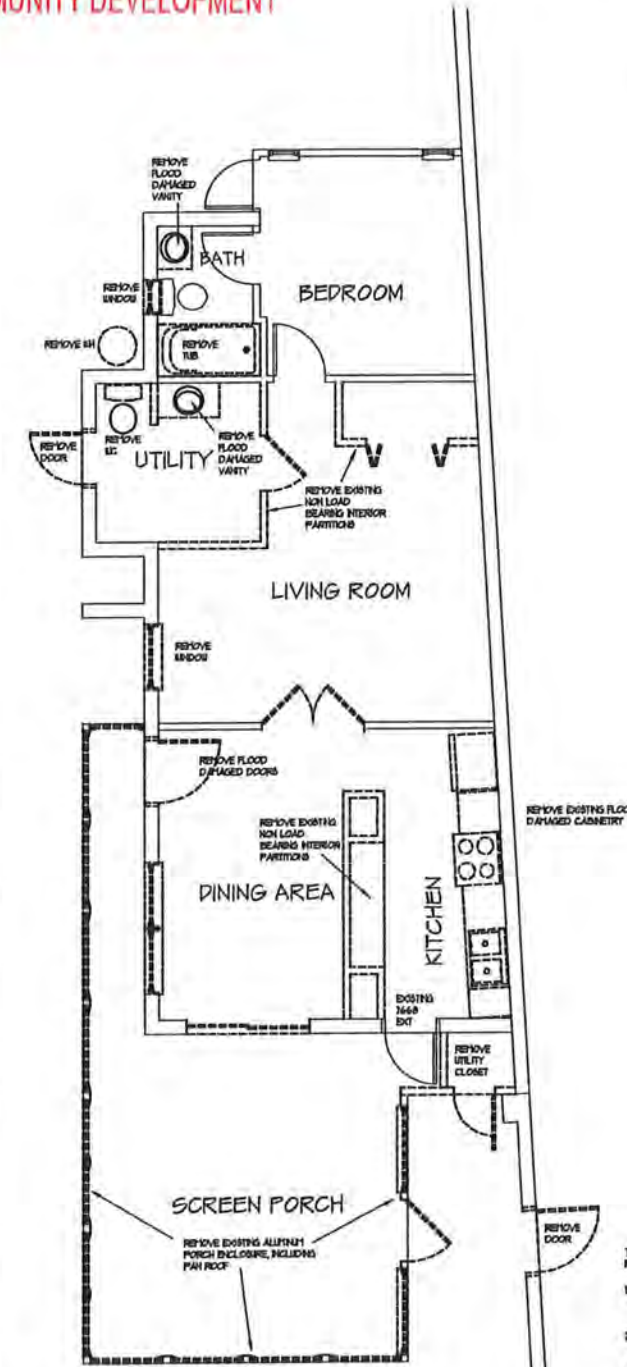 MUNITY DEVELOPMENT
REMOVE
FLOOD
DAMAGED
VANITY
BATH
BEDROOM
REMOVE
WINDOW
REMOVE WH
REMOVE
TUB
REMOVE
DOOR
REMOVE
UTILITY
REMOVE
FLOOD
DAMAGED
VANITY
REMOVE EXISTING
NON LOAD
BEARING INTERIOR
PARTITIONS
LIVING ROOM
REMOVE
WINDOW
REMOVE FLOOD
DAMAGED DOORS
REMOVE EXISTING
NON LOAD
BEARING INTERIOR
PARTITIONS
REMOVE EXISTING FLOO
DAMAGED CABINETRY
DINING AREA
KITCHEN
EXISTING
EXT
REMOVE
UTILITY
CLOSET
SCREEN PORCH
REMOVE EXISTING ALUMINUM
PORCH ENCLOSURE, INCLUDING
PAN ROOF
REMOVE
DOOR